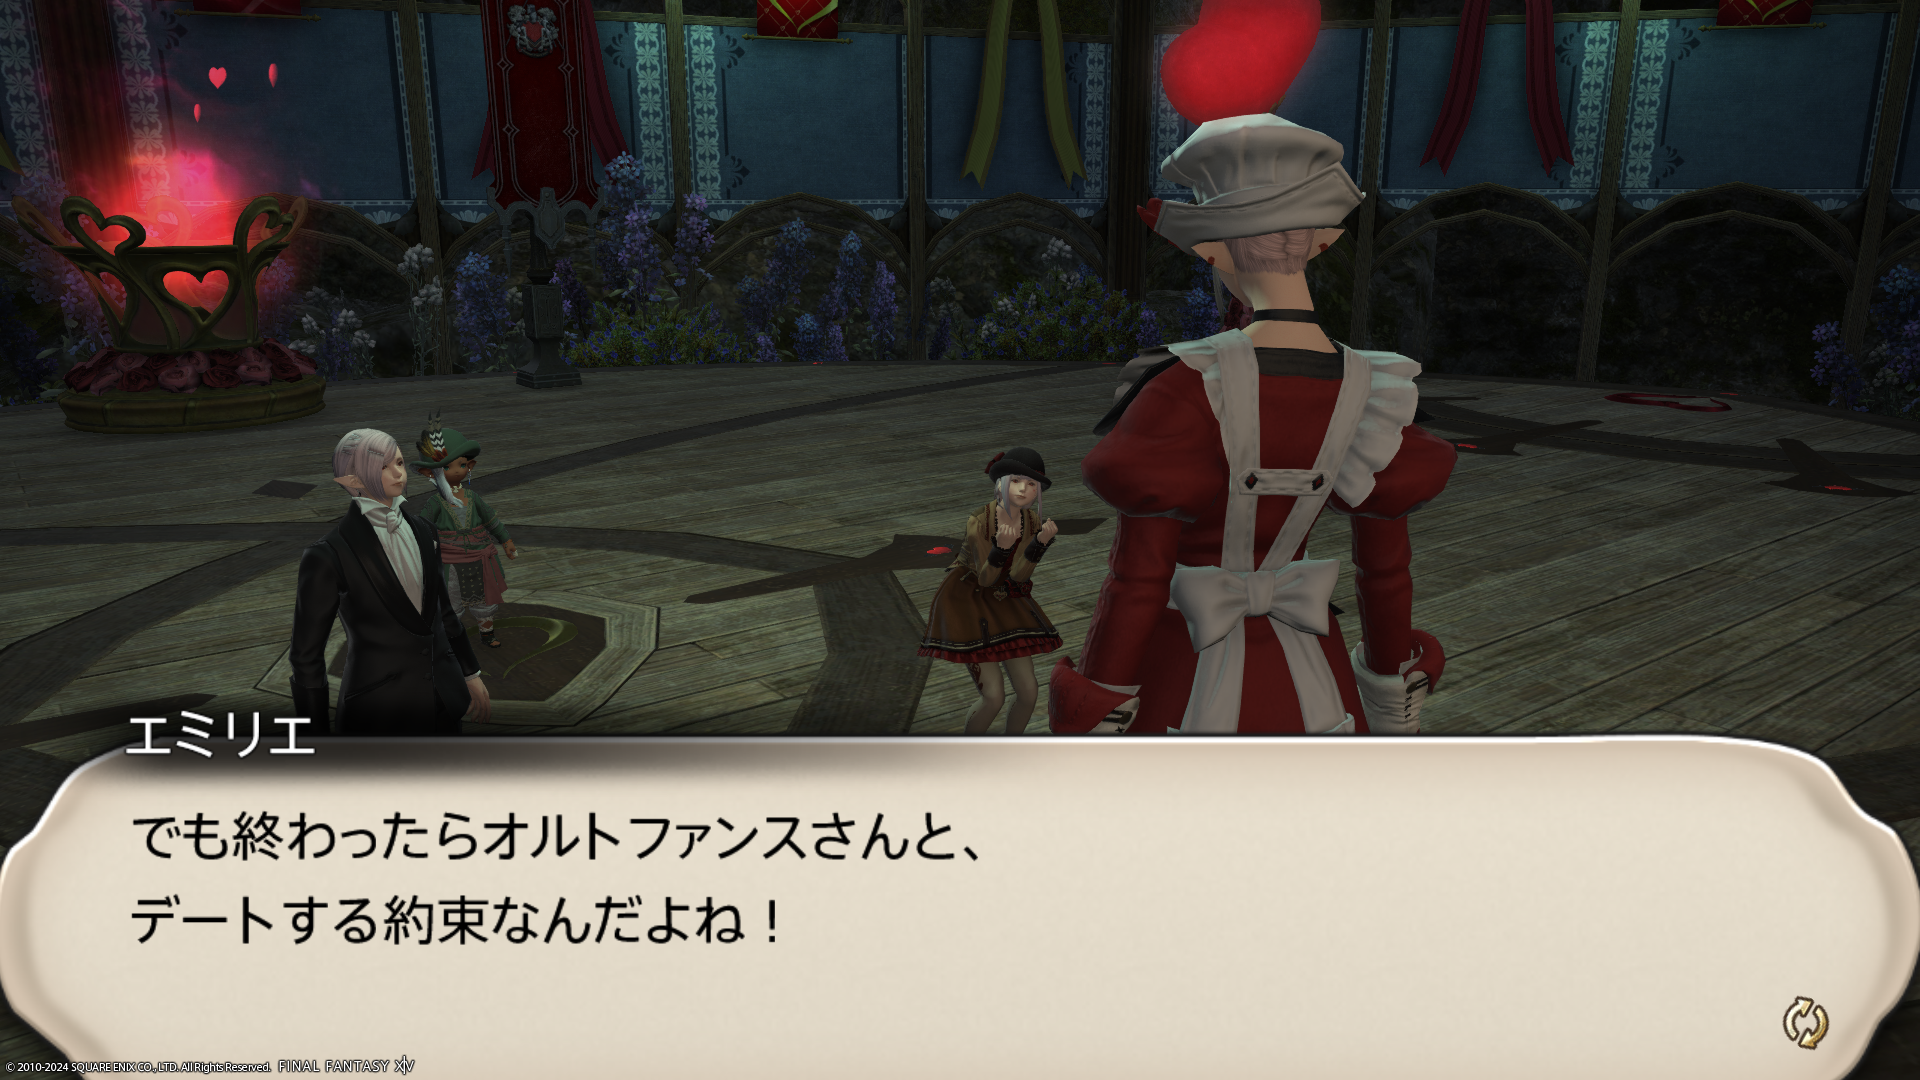 エミリエ
でも終わったらオルトファンスさんと、
デートする約束なんだよね！
© 2010-2024 SQUARE ENIX CO., LTD. All Rights Reserved. FINAL FANTASY XIV